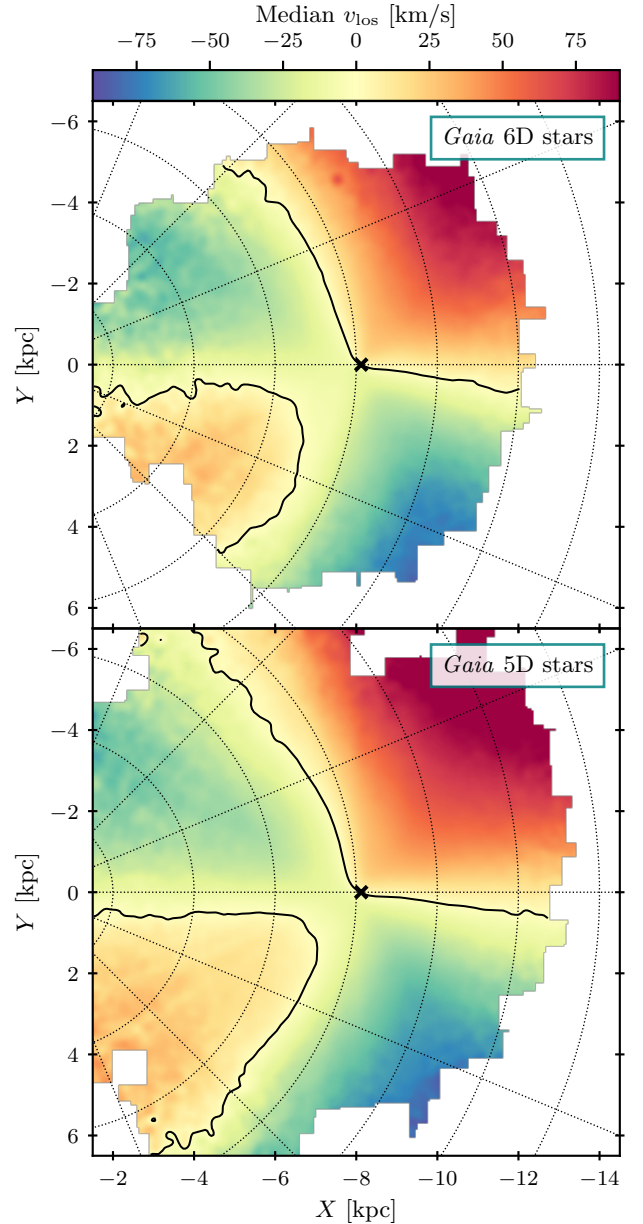 Median v_los [km/s]
−75 −50 −25 0 25 50 75
Gaia 6D stars
−6
−4
−2
0
2
4
6
Y [kpc]
Gaia 5D stars
−6
−4
−2
0
2
4
6
Y [kpc]
−2 −4 −6 −8 −10 −12 −14
X [kpc]